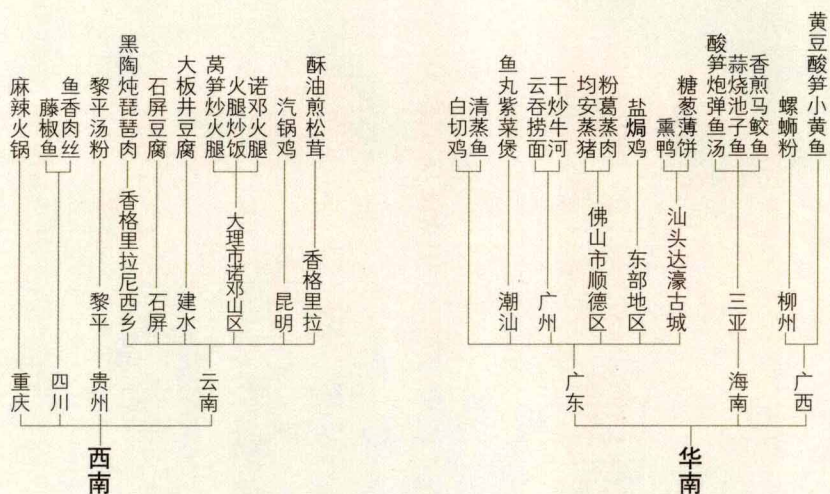 麻辣火锅
藤椒鱼
鱼香肉丝
黎平汤粉
黑陶炖琵琶肉
石屏豆腐
大板井豆腐
莴笋炒火腿
火腿炒饭
诺邓火腿
汽锅鸡
酥油煎松茸
香格里拉尼西乡
大理市诺邓山区
香格里拉
黎平
石屏
建水
昆明
重庆
四川
贵州
云南
西南
白切鸡
清蒸鱼
鱼丸紫菜煲
云吞捞面
干炒牛河
均安蒸猪
粉葛蒸肉
盐焗鸡
熏鸭
糖葱薄饼
酸笋炮弹鱼汤
蒜烧池子鱼
香煎马鲛鱼
螺蛳粉
黄豆酸笋小黄鱼
潮汕
广州
佛山市顺德区
东部地区
汕头达濠古城
三亚
柳州
广东
海南
广西
华南